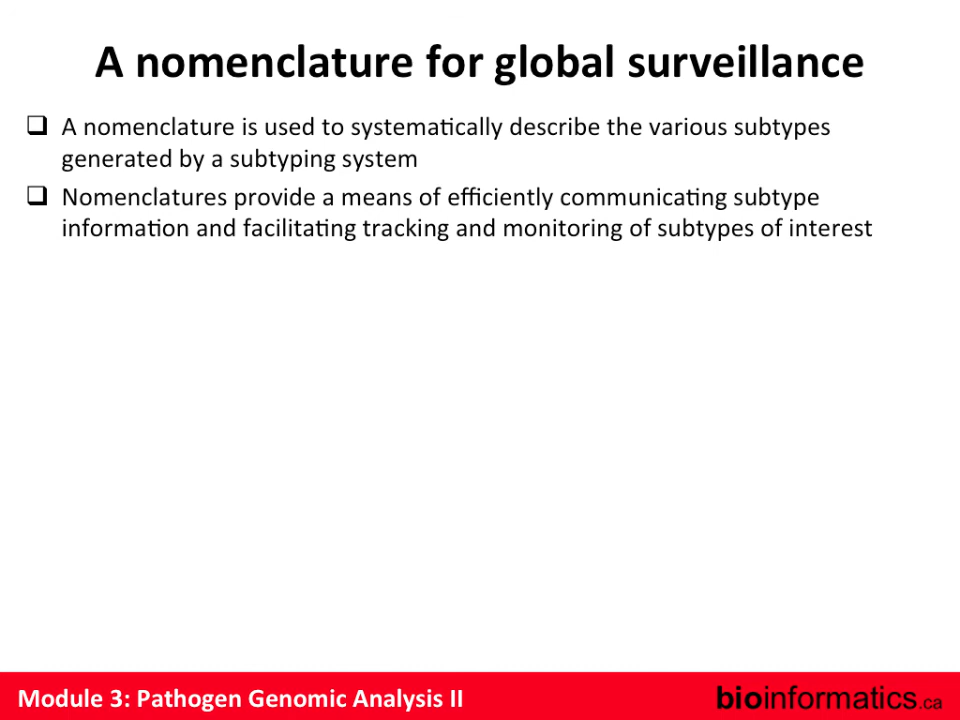 A nomenclature for global surveillance
A nomenclature is used to systematically describe the various subtypes
generated by a subtyping system
Nomenclatures provide a means of efficiently communicating subtype
information and facilitating tracking and monitoring of subtypes of interest
Module 3: Pathogen Genomic Analysis II
bioinformatics.ca